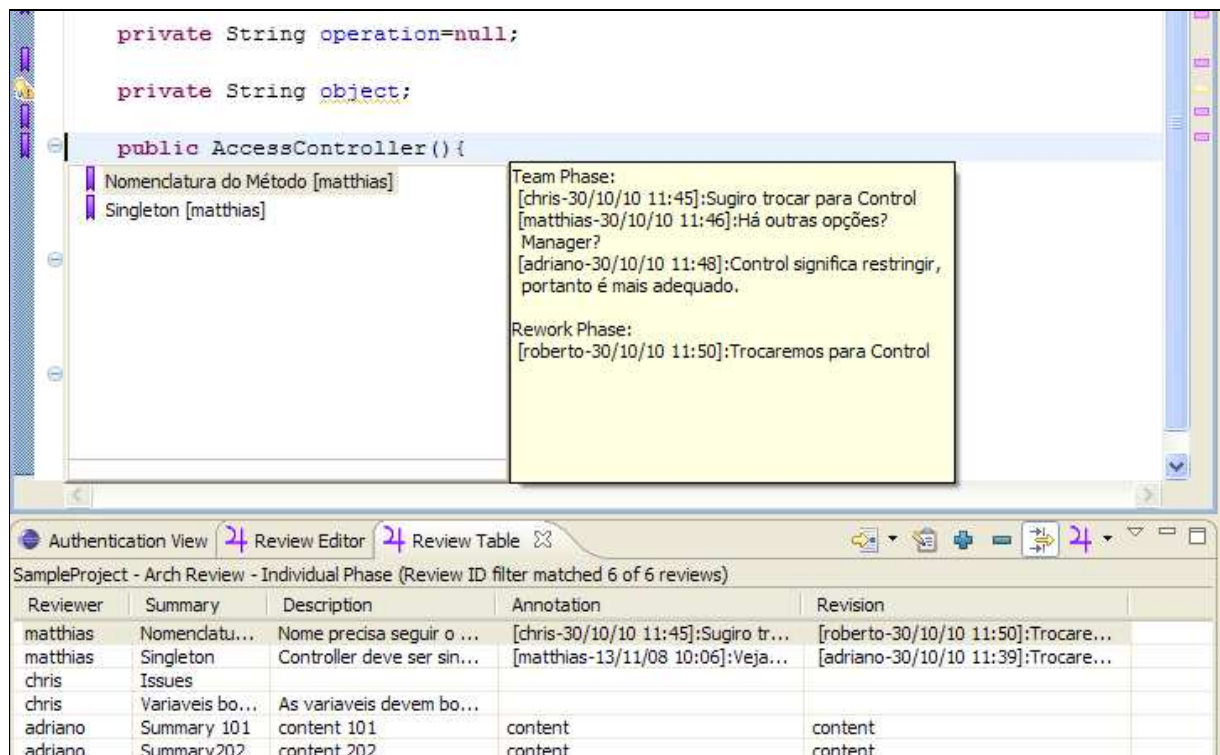 private String operation=null;
private String object;
public AccessController(){
Nomenclatura do Método [matthias]
Singleton [matthias]
Team Phase:
[chris-30/10/10 11:45]:Sugiro trocar para Control
[matthias-30/10/10 11:46]:Há outras opções?
Manager?
[adriano-30/10/10 11:48]:Control significa restringir,
portanto é mais adequado.
Rework Phase:
[roberto-30/10/10 11:50]:Trocaremos para Control
Authentication View Review Editor Review Table
SampleProject - Arch Review - Individual Phase (Review ID filter matched 6 of 6 reviews)
Reviewer Summary Description Annotation Revision
matthias Nomenclatu... Nome precisa seguir o ... [chris-30/10/10 11:45]:Sugiro tr... [roberto-30/10/10 11:50]:Trocare...
matthias Singleton Controller deve ser sin... [matthias-13/11/08 10:06]:Veja... [adriano-30/10/10 11:39]:Trocare...
chris Issues
chris Variaveis bo... As variaveis devem bo...
adriano Summary 101 content 101 content content
adriano Summary202 content 202 content content